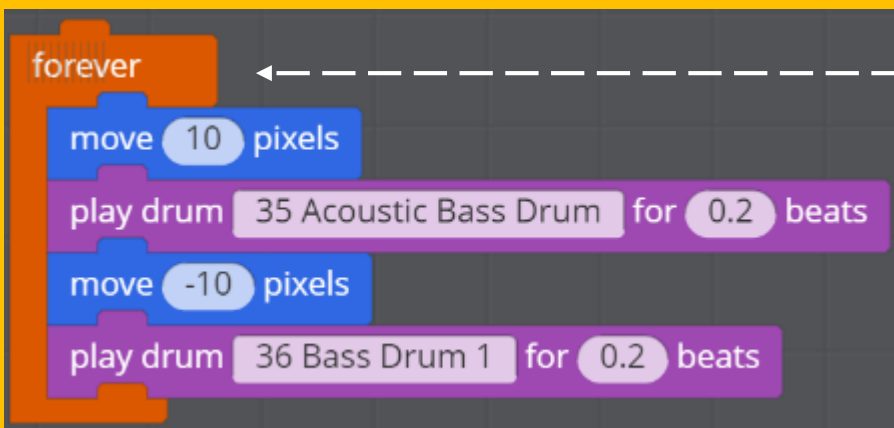 forever
move 10 pixels
play drum 35 Acoustic Bass Drum for 0.2 beats
move -10 pixels
play drum 36 Bass Drum 1 for 0.2 beats